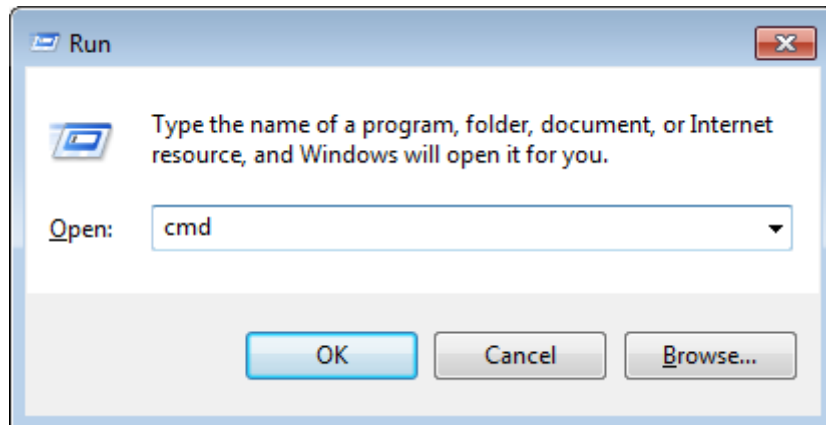 Run
Type the name of a program, folder, document, or Internet
resource, and Windows will open it for you.
Open: cmd
OK Cancel Browse...